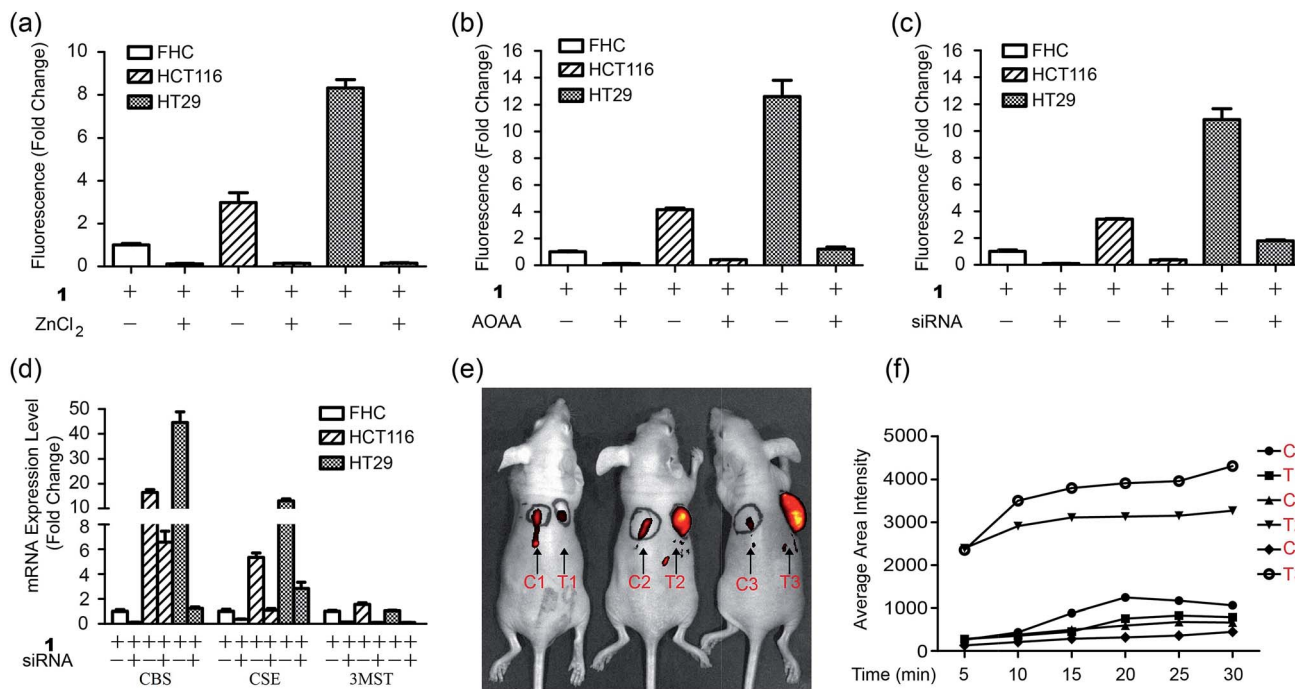 (a)
Fluorescence (Fold Change)
10
8
6
4
2
0
FHC
HCT116
HT29
1 + + + + + +
ZnCl2 − + − + − +
(b)
Fluorescence (Fold Change)
16
14
12
10
8
6
4
2
0
FHC
HCT116
HT29
1 + + + + + +
AOAA − + − + − +
(c)
Fluorescence (Fold Change)
16
14
12
10
8
6
4
2
0
FHC
HCT116
HT29
1 + + + + + +
siRNA − + − + − +
(d)
mRNA Expression Level
(Fold Change)
50
40
30
20
10
8
6
4
2
0
FHC
HCT116
HT29
1 ++++++ ++++++ ++++++
siRNA −+−+−+ −+−+−+ −+−+−+
CBS CSE 3MST
(e)
C1 T1 C2 T2 C3 T3
(f)
Average Area Intensity
5000
4000
3000
2000
1000
0
Time (min) 5 10 15 20 25 30
C
T
C
T
C
T